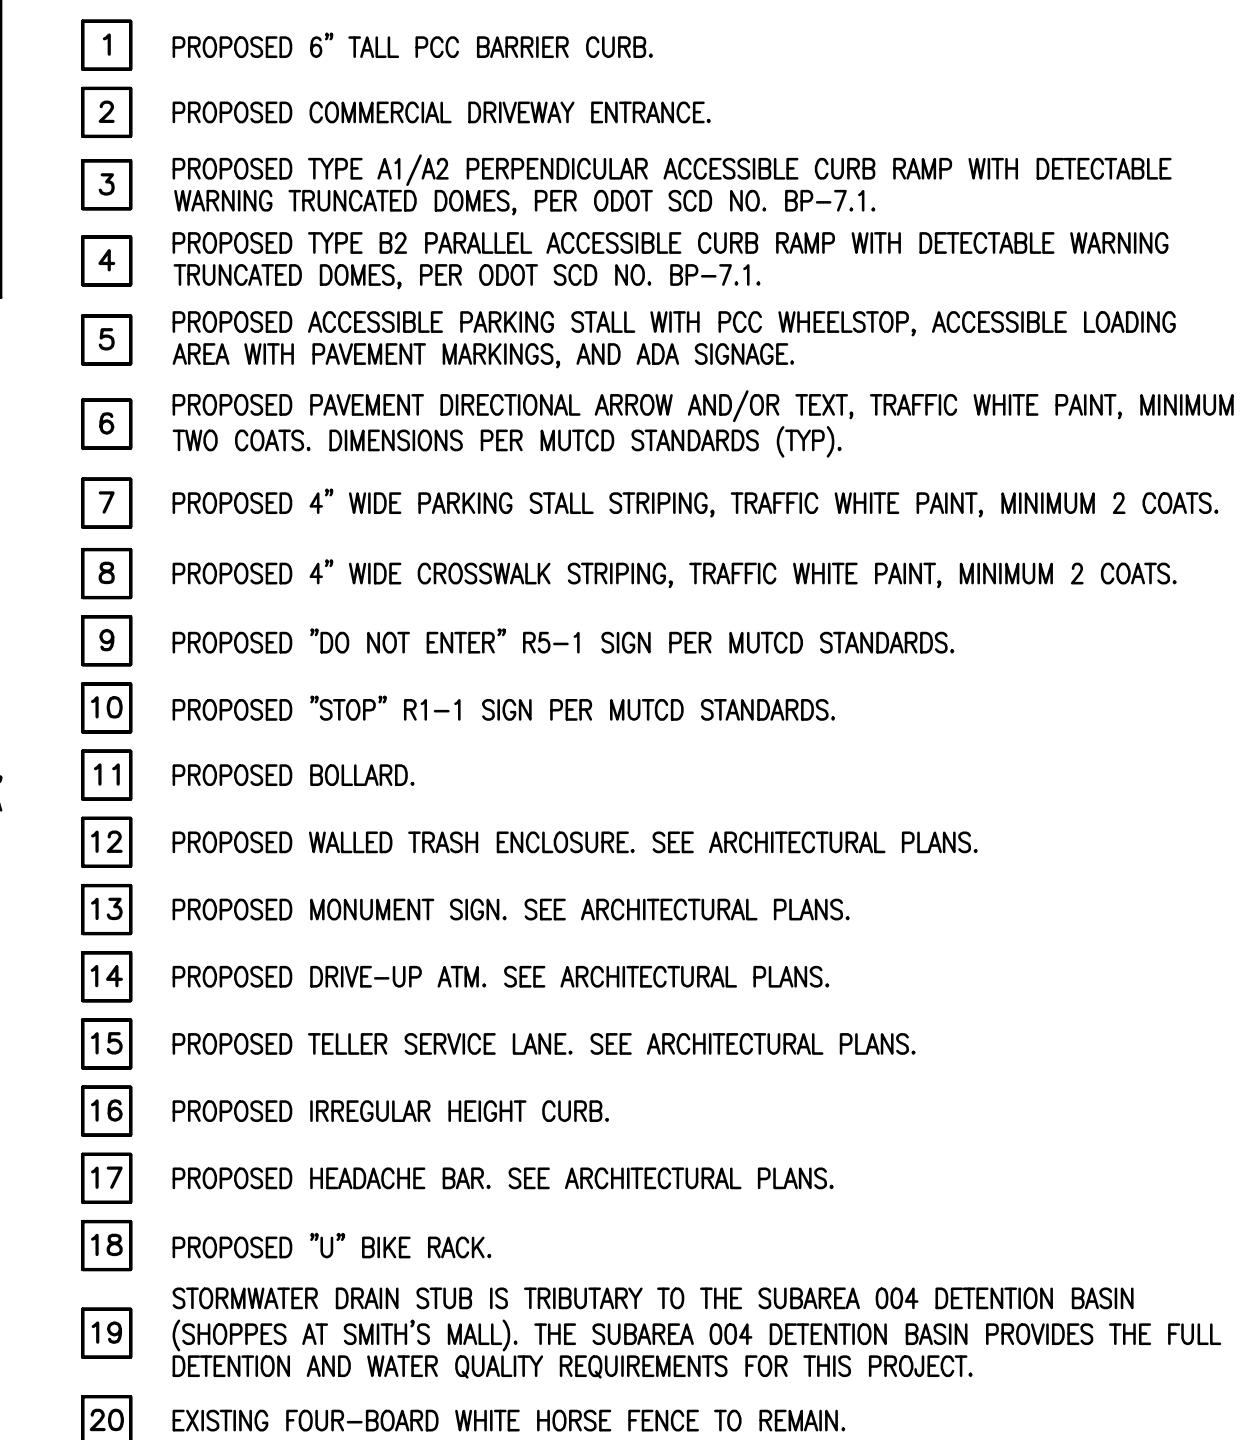 1 PROPOSED 6" TALL PCC BARRIER CURB.
2 PROPOSED COMMERCIAL DRIVEWAY ENTRANCE.
3 PROPOSED TYPE A1/A2 PERPENDICULAR ACCESSIBLE CURB RAMP WITH DETECTABLE
WARNING TRUNCATED DOMES, PER ODOT SCD NO. BP-7.1.
4 PROPOSED TYPE B2 PARALLEL ACCESSIBLE CURB RAMP WITH DETECTABLE WARNING
TRUNCATED DOMES, PER ODOT SCD NO. BP-7.1.
5 PROPOSED ACCESSIBLE PARKING STALL WITH PCC WHEELSTOP, ACCESSIBLE LOADING
AREA WITH PAVEMENT MARKINGS, AND ADA SIGNAGE.
6 PROPOSED PAVEMENT DIRECTIONAL ARROW AND/OR TEXT, TRAFFIC WHITE PAINT, MINIMUM
TWO COATS. DIMENSIONS PER MUTCD STANDARDS (TYP).
7 PROPOSED 4" WIDE PARKING STALL STRIPING, TRAFFIC WHITE PAINT, MINIMUM 2 COATS.
8 PROPOSED 4" WIDE CROSSWALK STRIPING, TRAFFIC WHITE PAINT, MINIMUM 2 COATS.
9 PROPOSED "DO NOT ENTER" R5-1 SIGN PER MUTCD STANDARDS.
10 PROPOSED "STOP" R1-1 SIGN PER MUTCD STANDARDS.
11 PROPOSED BOLLARD.
12 PROPOSED WALLED TRASH ENCLOSURE. SEE ARCHITECTURAL PLANS.
13 PROPOSED MONUMENT SIGN. SEE ARCHITECTURAL PLANS.
14 PROPOSED DRIVE-UP ATM. SEE ARCHITECTURAL PLANS.
15 PROPOSED TELLER SERVICE LANE. SEE ARCHITECTURAL PLANS.
16 PROPOSED IRREGULAR HEIGHT CURB.
17 PROPOSED HEADACHE BAR. SEE ARCHITECTURAL PLANS.
18 PROPOSED "U" BIKE RACK.
STORMWATER DRAIN STUB IS TRIBUTARY TO THE SUBAREA 004 DETENTION BASIN
19 (SHOPPES AT SMITH'S MALL). THE SUBAREA 004 DETENTION BASIN PROVIDES THE FULL
DETENTION AND WATER QUALITY REQUIREMENTS FOR THIS PROJECT.
20 EXISTING FOUR-BOARD WHITE HORSE FENCE TO REMAIN.